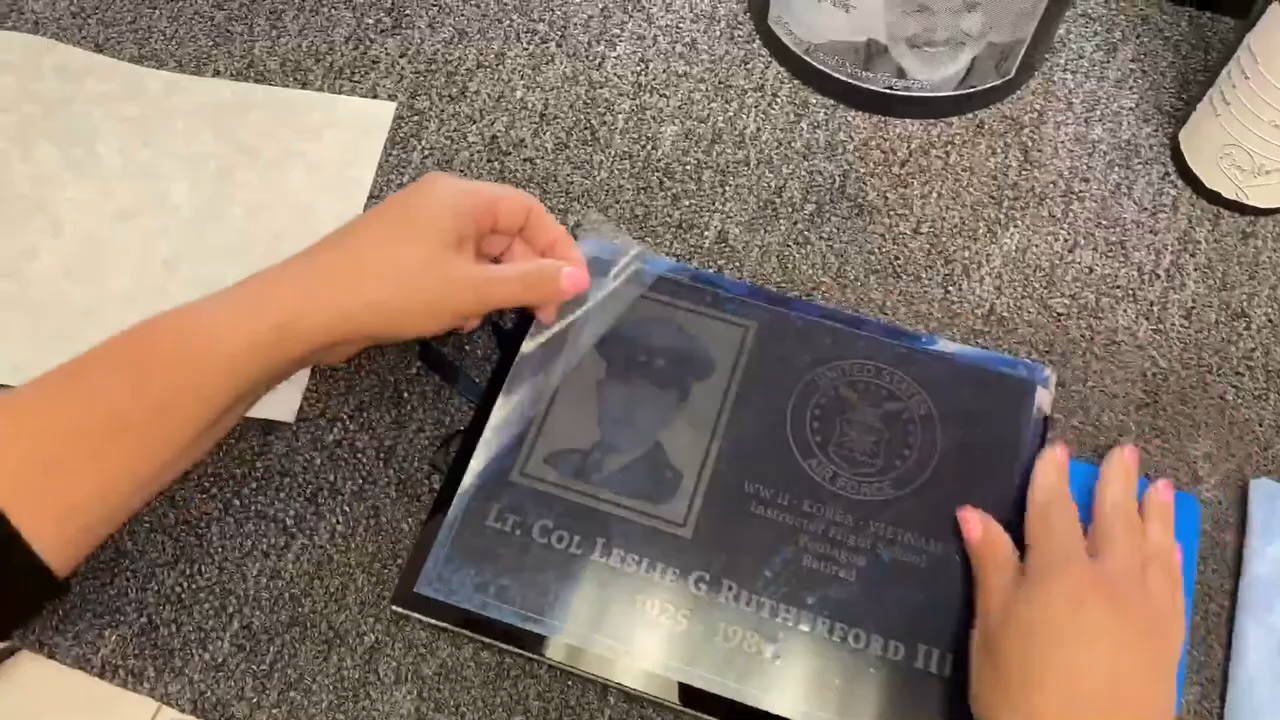 UNITED STATES
AIR FORCE
WW II · KOREA · VIETNAM
Instructor Flight School
Pentagon
Retired
LT. COL LESLIE G RUTHERFORD III
1925